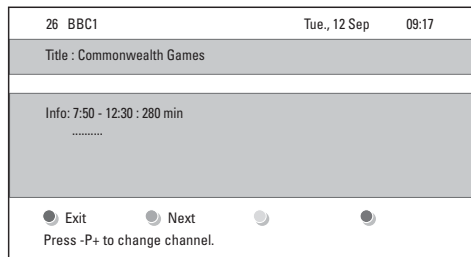 26 BBC1 Tue., 12 Sep 09:17
Title : Commonwealth Games
Info: 7:50 - 12:30 : 280 min
..........
Exit Next
Press -P+ to change channel.